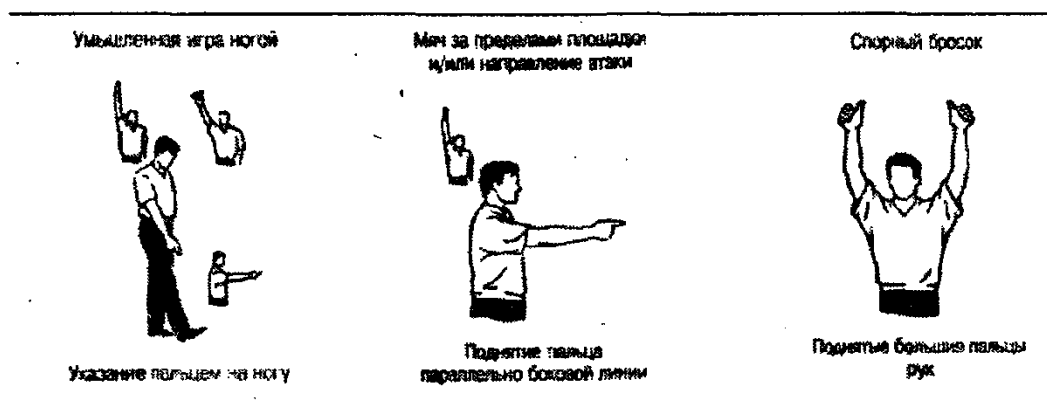 Умышленная игра ногой
Мяч за пределами площадки
и/или направление атаки
Спорный бросок
Указание пальцем на ногу
Поднятие пальца
параллельно боковой линии
Поднятые большие пальцы
рук